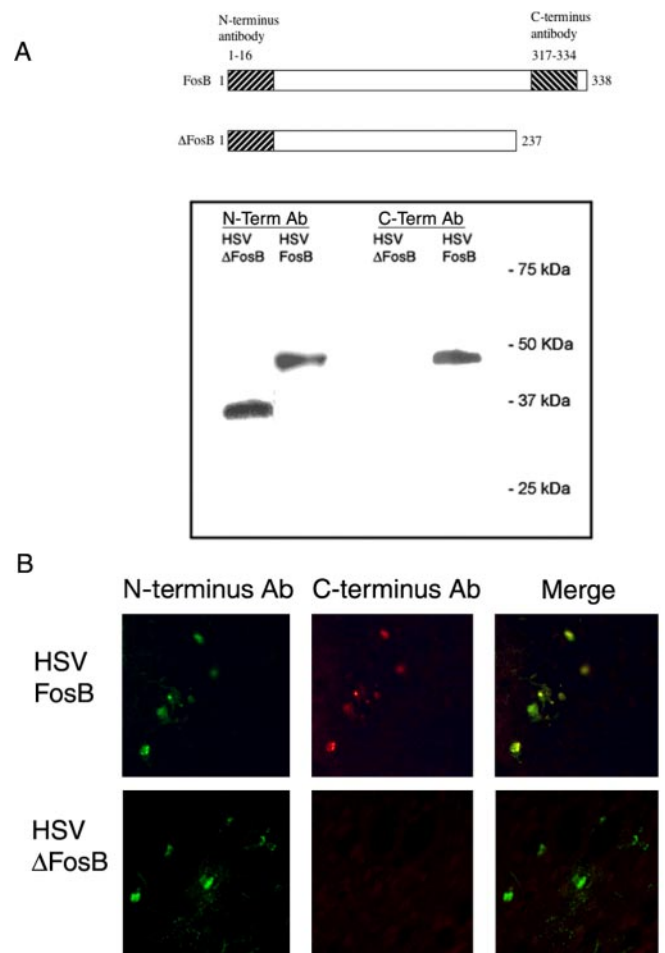 A
N-terminus
antibody
1-16
C-terminus
antibody
317-334
FosB 1
338
ΔFosB 1
237
N-Term Ab
C-Term Ab
HSV
ΔFosB
HSV
FosB
HSV
ΔFosB
HSV
FosB
- 75 kDa
- 50 KDa
- 37 kDa
- 25 kDa
B
N-terminus Ab
C-terminus Ab
Merge
HSV
FosB
HSV
ΔFosB